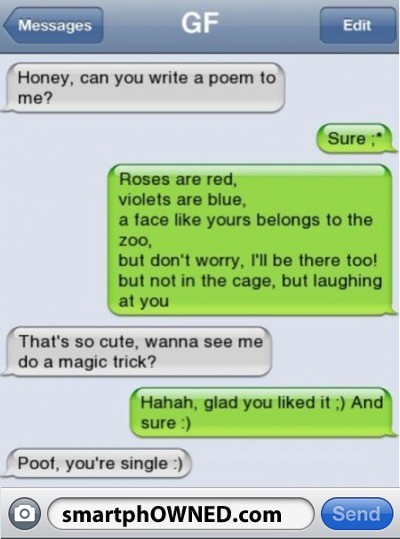 Messages
GF
Edit
Honey, can you write a poem to
me?
Sure ;*
Roses are red,
violets are blue,
a face like yours belongs to the
zoo,
but don't worry, I'll be there too!
but not in the cage, but laughing
at you
That's so cute, wanna see me
do a magic trick?
Hahah, glad you liked it ;) And
sure :)
Poof, you're single :)
smartphOWNED.com
Send